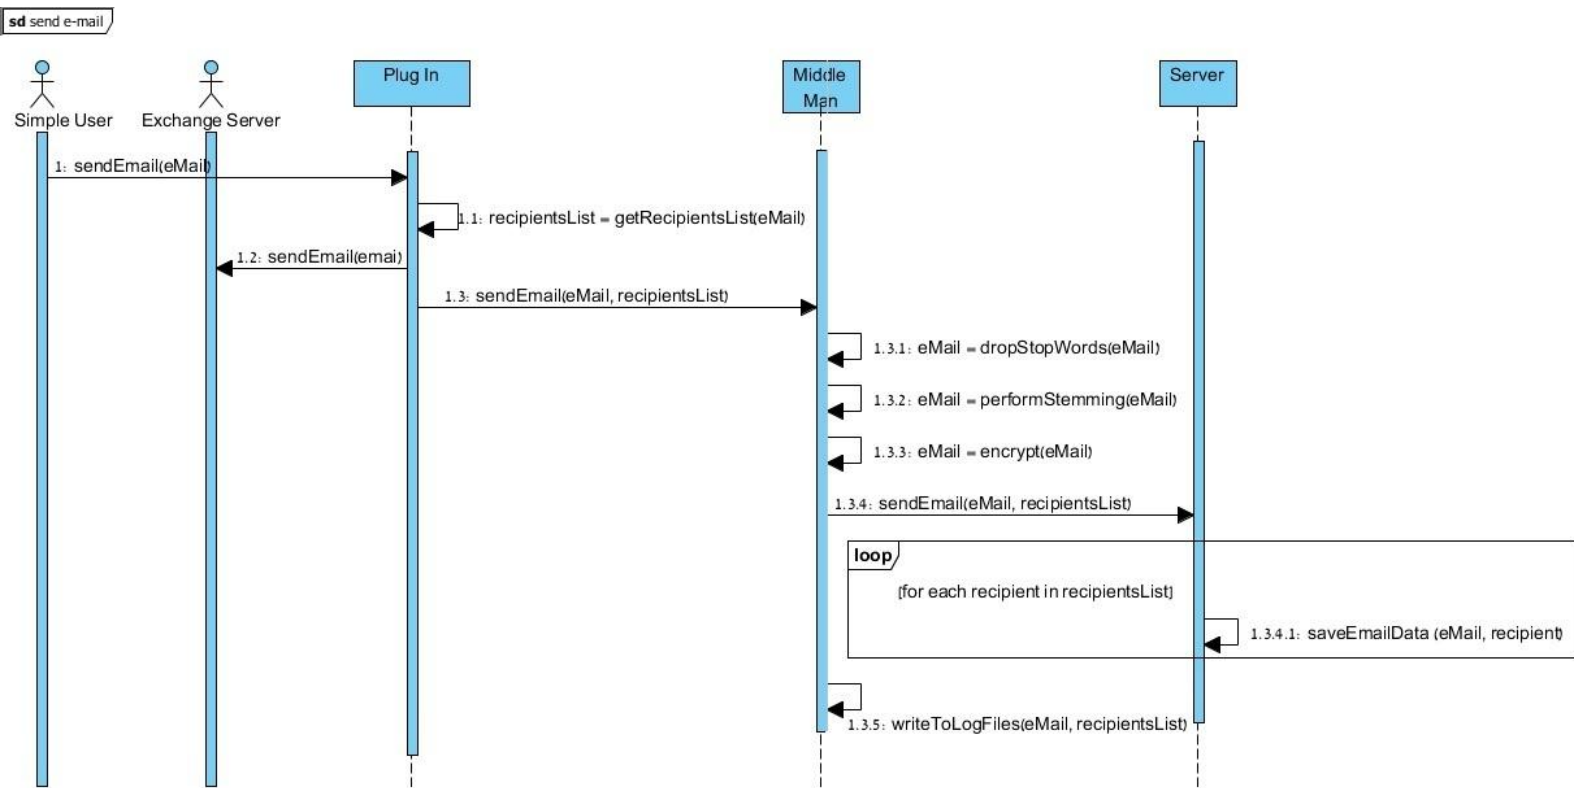 sd send e-mail
Simple User
Exchange Server
Plug In
Middle
Man
Server
1: sendEmail(eMail)
1.1: recipientsList = getRecipientsList(eMail)
1.2: sendEmail(emai)
1.3: sendEmail(eMail, recipientsList)
1.3.1: eMail = dropStopWords(eMail)
1.3.2: eMail = performStemming(eMail)
1.3.3: eMail = encrypt(eMail)
1.3.4: sendEmail(eMail, recipientsList)
loop
[for each recipient in recipientsList]
1.3.4.1: saveEmailData (eMail, recipient)
1.3.5: writeToLogFiles(eMail, recipientsList)